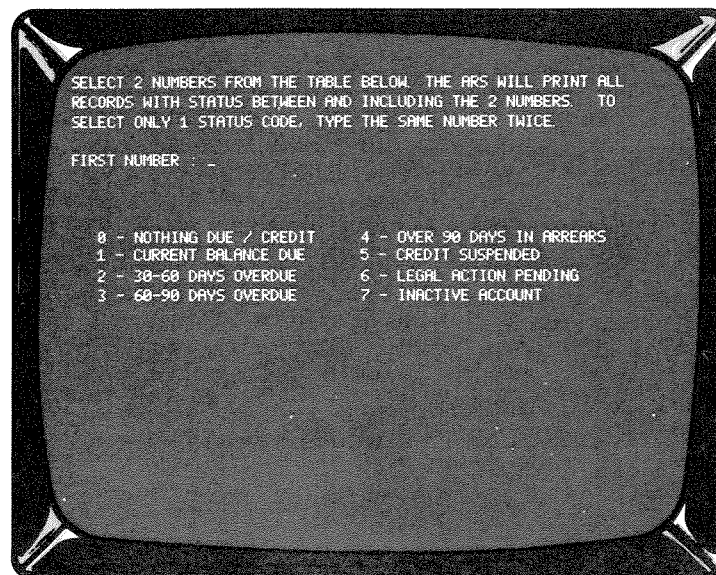 SELECT 2 NUMBERS FROM THE TABLE BELOW. THE ARS WILL PRINT ALL
RECORDS WITH STATUS BETWEEN AND INCLUDING THE 2 NUMBERS. TO
SELECT ONLY 1 STATUS CODE, TYPE THE SAME NUMBER TWICE.
FIRST NUMBER : _
0 - NOTHING DUE / CREDIT 4 - OVER 90 DAYS IN ARREARS
1 - CURRENT BALANCE DUE 5 - CREDIT SUSPENDED
2 - 30-60 DAYS OVERDUE 6 - LEGAL ACTION PENDING
3 - 60-90 DAYS OVERDUE 7 - INACTIVE ACCOUNT